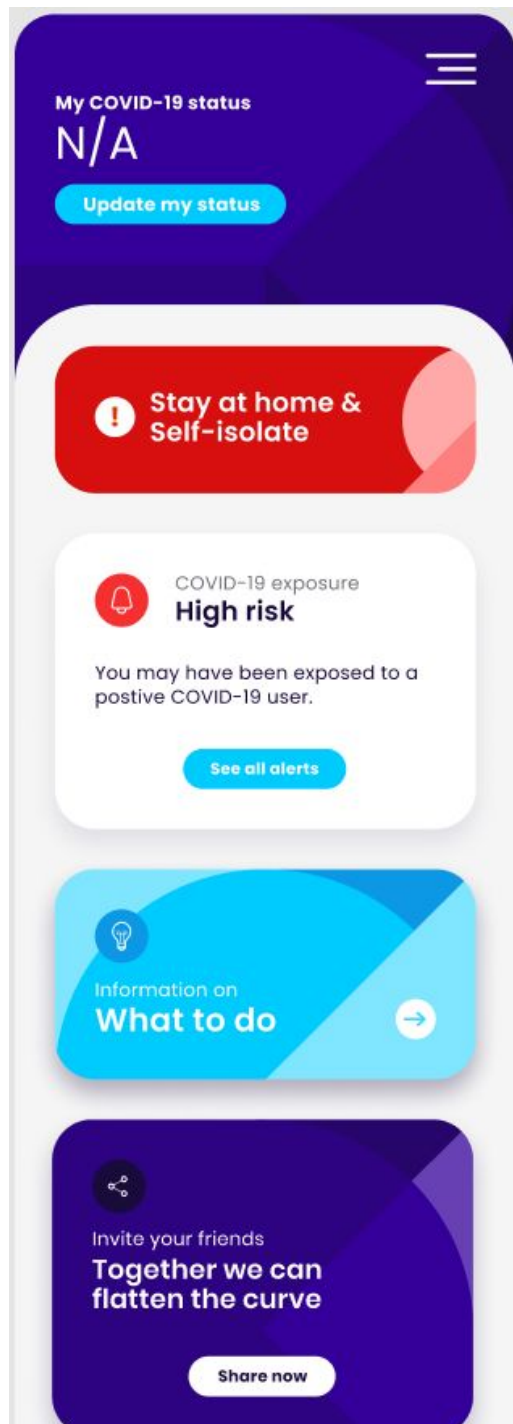 My COVID-19 status
N/A
Update my status
!
Stay at home &
Self-isolate
COVID-19 exposure
High risk
You may have been exposed to a
postive COVID-19 user.
See all alerts
Information on
What to do
Invite your friends
Together we can
flatten the curve
Share now